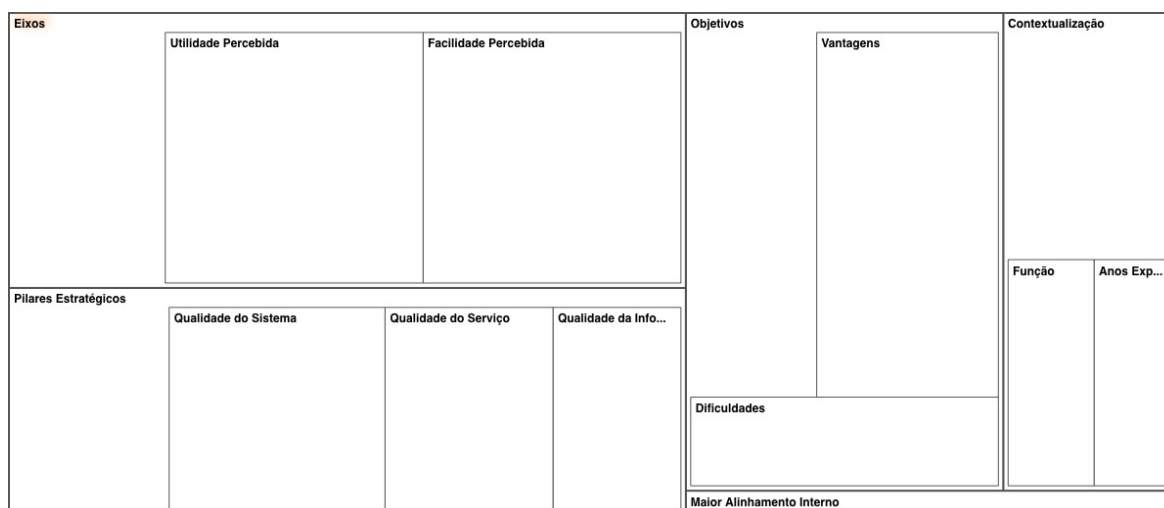 Eixos
Utilidade Percebida
Facilidade Percebida
Objetivos
Vantagens
Dificuldades
Contextualização
Função
Anos Exp...
Pilares Estratégicos
Qualidade do Sistema
Qualidade do Serviço
Qualidade da Info...
Maior Alinhamento Interno